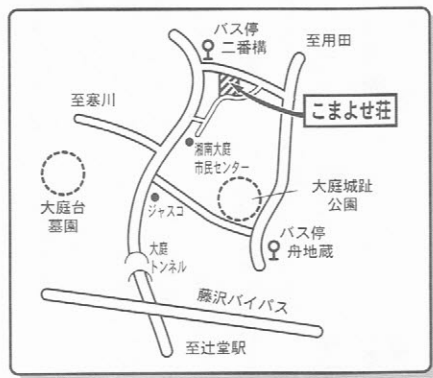 バス停
二番構
至用田
至寒川
こまよせ荘
湘南大庭
市民センター
大庭台
墓園
ジャスコ
大庭城趾
公園
バス停
舟地蔵
大庭
トンネル
藤沢バイパス
至辻堂駅